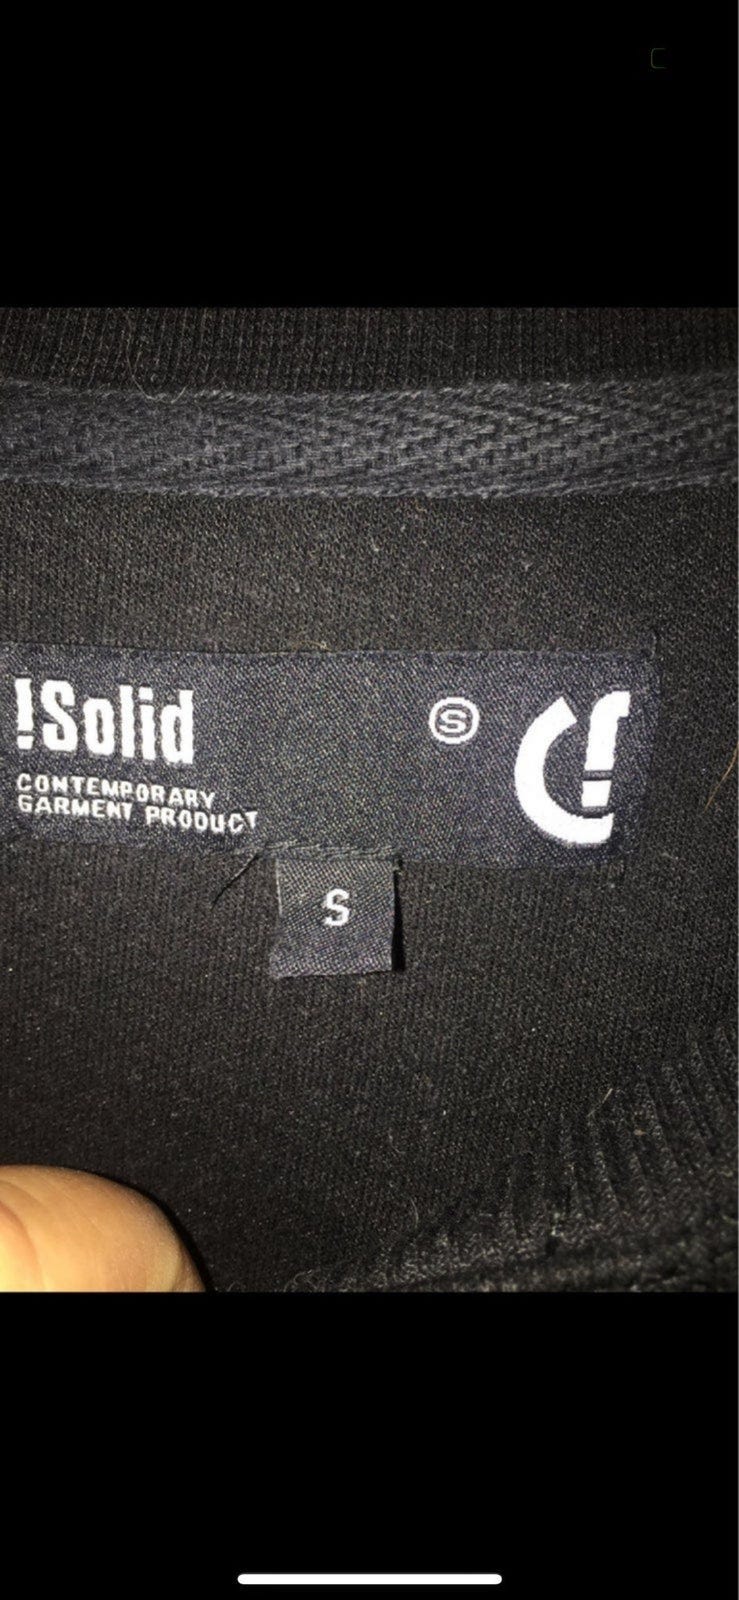 !Solid
CONTEMPORARY
GARMENT PRODUCT
Ⓢ
S